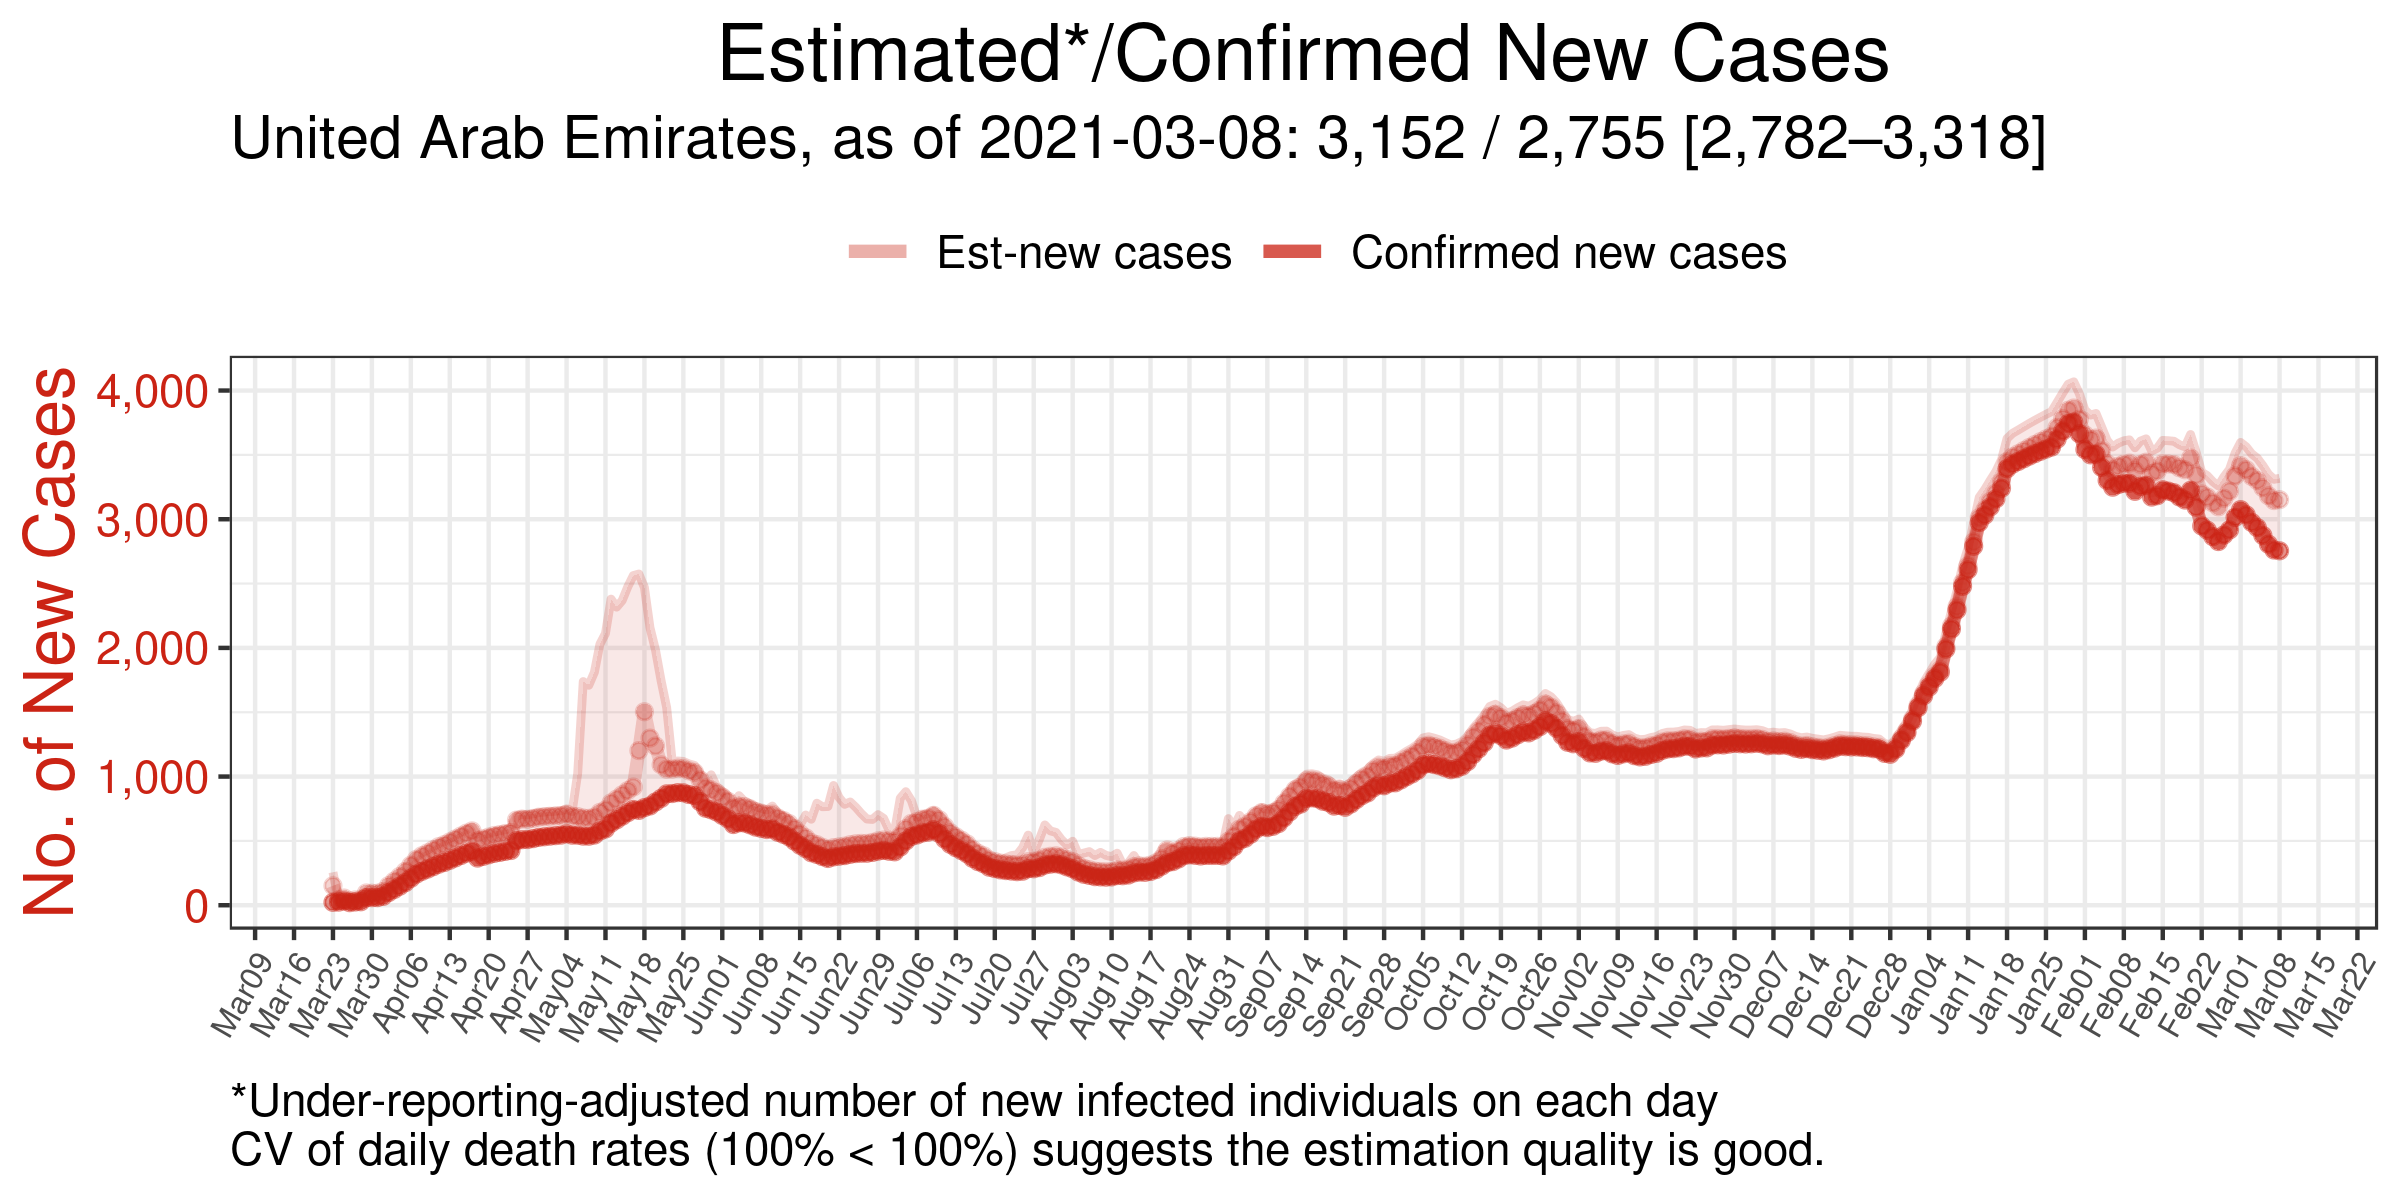 Estimated*/Confirmed New Cases
United Arab Emirates, as of 2021-03-08: 3,152 / 2,755 [2,782–3,318]
Est-new cases Confirmed new cases
No. of New Cases
4,000
3,000
2,000
1,000
0
Mar09 Mar16 Mar23 Mar30 Apr06 Apr13 Apr20 Apr27 May04 May11 May18 May25 Jun01 Jun08 Jun15 Jun22 Jun29 Jul06 Jul13 Jul20 Jul27 Aug03 Aug10 Aug17 Aug24 Aug31 Sep07 Sep14 Sep21 Sep28 Oct05 Oct12 Oct19 Oct26 Nov02 Nov09 Nov16 Nov23 Nov30 Dec07 Dec14 Dec21 Dec28 Jan04 Jan11 Jan18 Jan25 Feb01 Feb08 Feb15 Feb22 Mar01 Mar08 Mar15 Mar22
*Under-reporting-adjusted number of new infected individuals on each day
CV of daily death rates (100% < 100%) suggests the estimation quality is good.